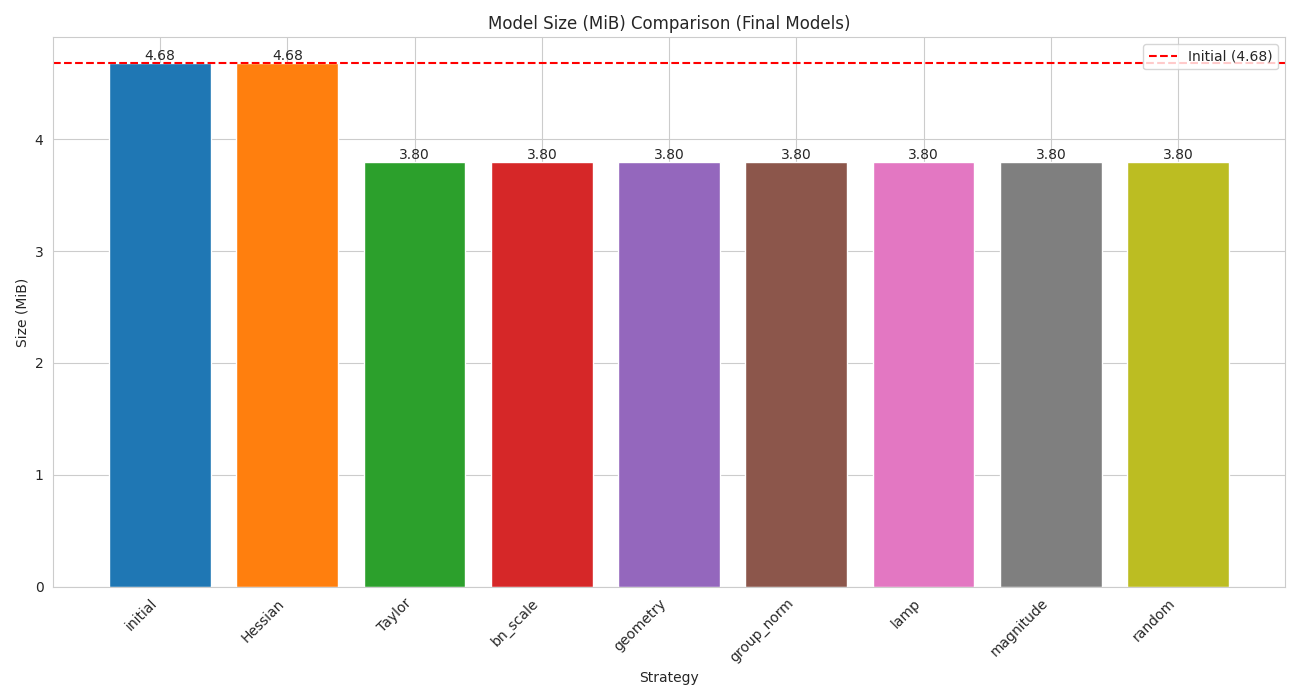 Model Size (MiB) Comparison (Final Models)
4.68
4.68
Initial (4.68)
3.80
3.80
3.80
3.80
3.80
3.80
3.80
4
3
2
1
0
Size (MiB)
initial
Hessian
Taylor
bn_scale
geometry
group_norm
lamp
magnitude
random
Strategy